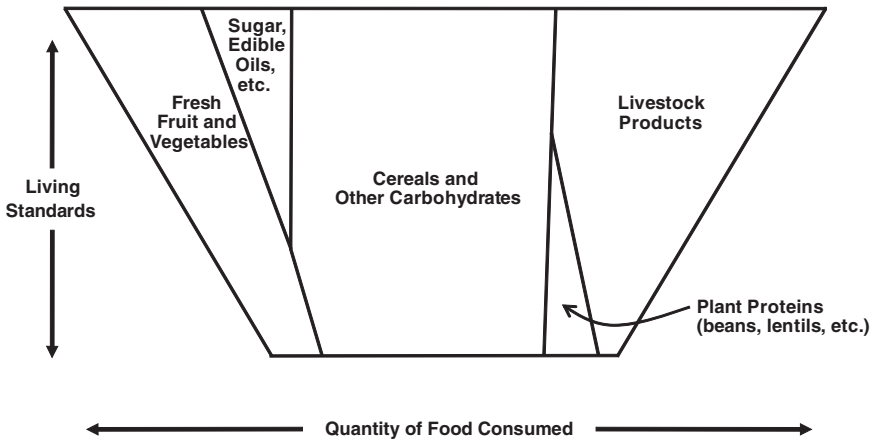 Sugar,
Edible
Oils,
etc.
Fresh
Fruit and
Vegetables
Livestock
Products
Cereals and
Other Carbohydrates
Living
Standards
Plant Proteins
(beans, lentils, etc.)
Quantity of Food Consumed